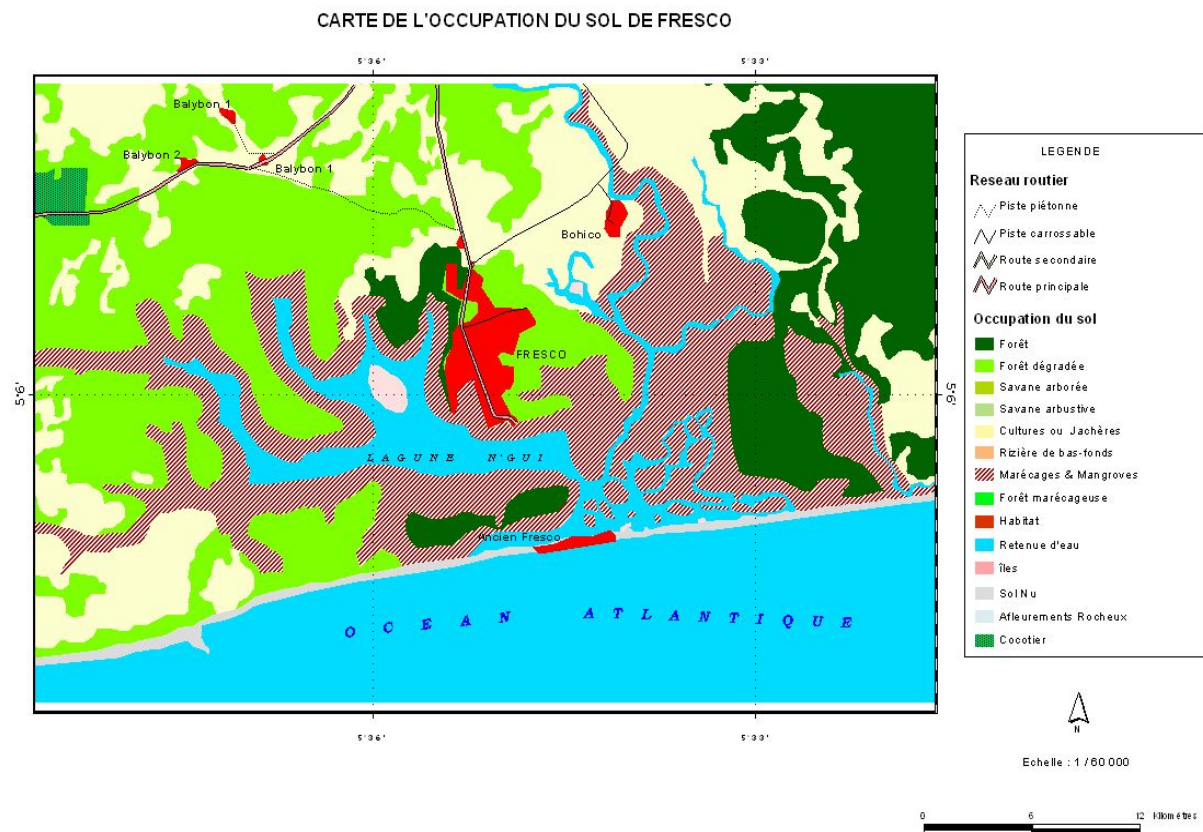 CARTE DE L'OCCUPATION DU SOL DE FRESCO
5°36'
5°33'
Balybon 1
Balybon 2
Balybon 1
Bohico
FRESCO
5°6'
5°6'
LAGUNE N'GUI
Ancien Fresco
OCEAN ATLANTIQUE
5°36'
5°33'
LEGENDE
Reseau routier
Piste piétonne
Piste carrossable
Route secondaire
Route principale
Occupation du sol
Forêt
Forêt dégradée
Savane arborée
Savane arbustive
Cultures ou Jachères
Rizière de bas-fonds
Marécages & Mangroves
Forêt marécageuse
Habitat
Retenue d'eau
îles
Sol Nu
Afleurements Rocheux
Cocotier
N
Echelle : 1 / 60 000
0 6 12 Kilométres